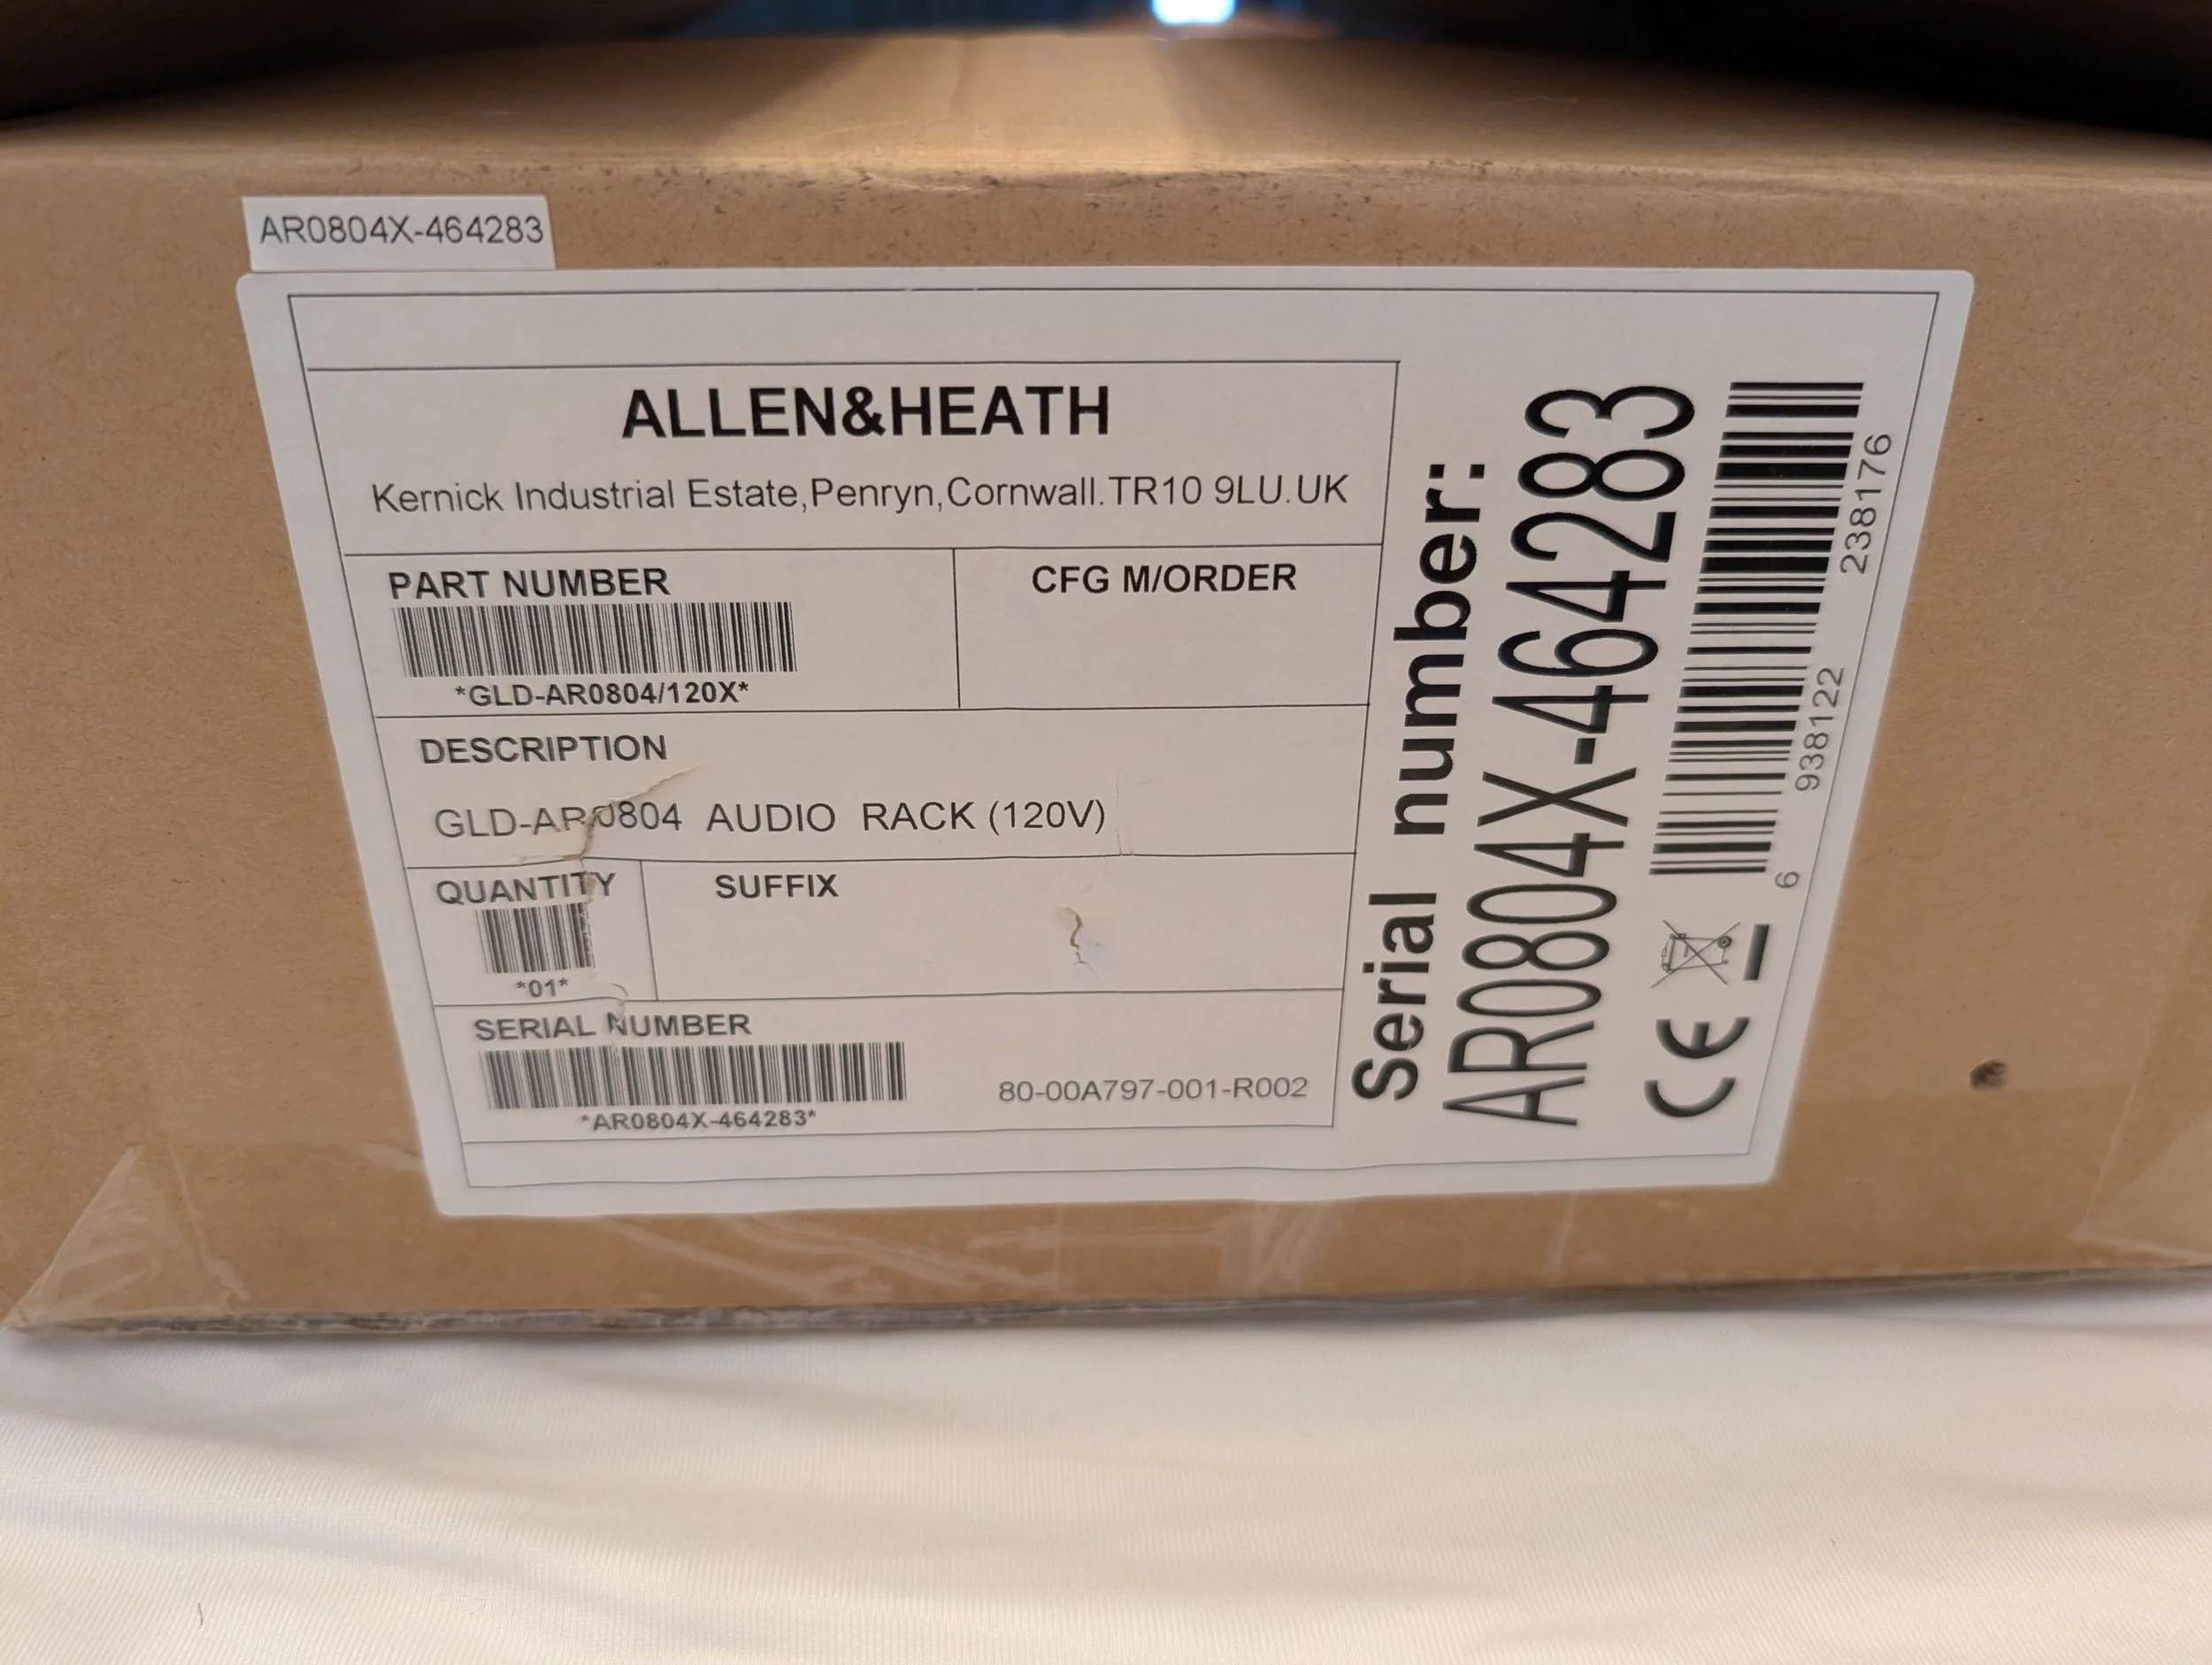 AR0804X-464283
ALLEN&HEATH
Kernick Industrial Estate,Penryn,Cornwall.TR10 9LU.UK
PART NUMBER
*GLD-AR0804/120X*
CFG M/ORDER
DESCRIPTION
GLD-AR0804 AUDIO RACK (120V)
QUANTITY
*01*
SUFFIX
SERIAL NUMBER
*AR0804X-464283*
80-00A797-001-R002
Serial number:
AR0804X-464283
6 938122 238176
CE